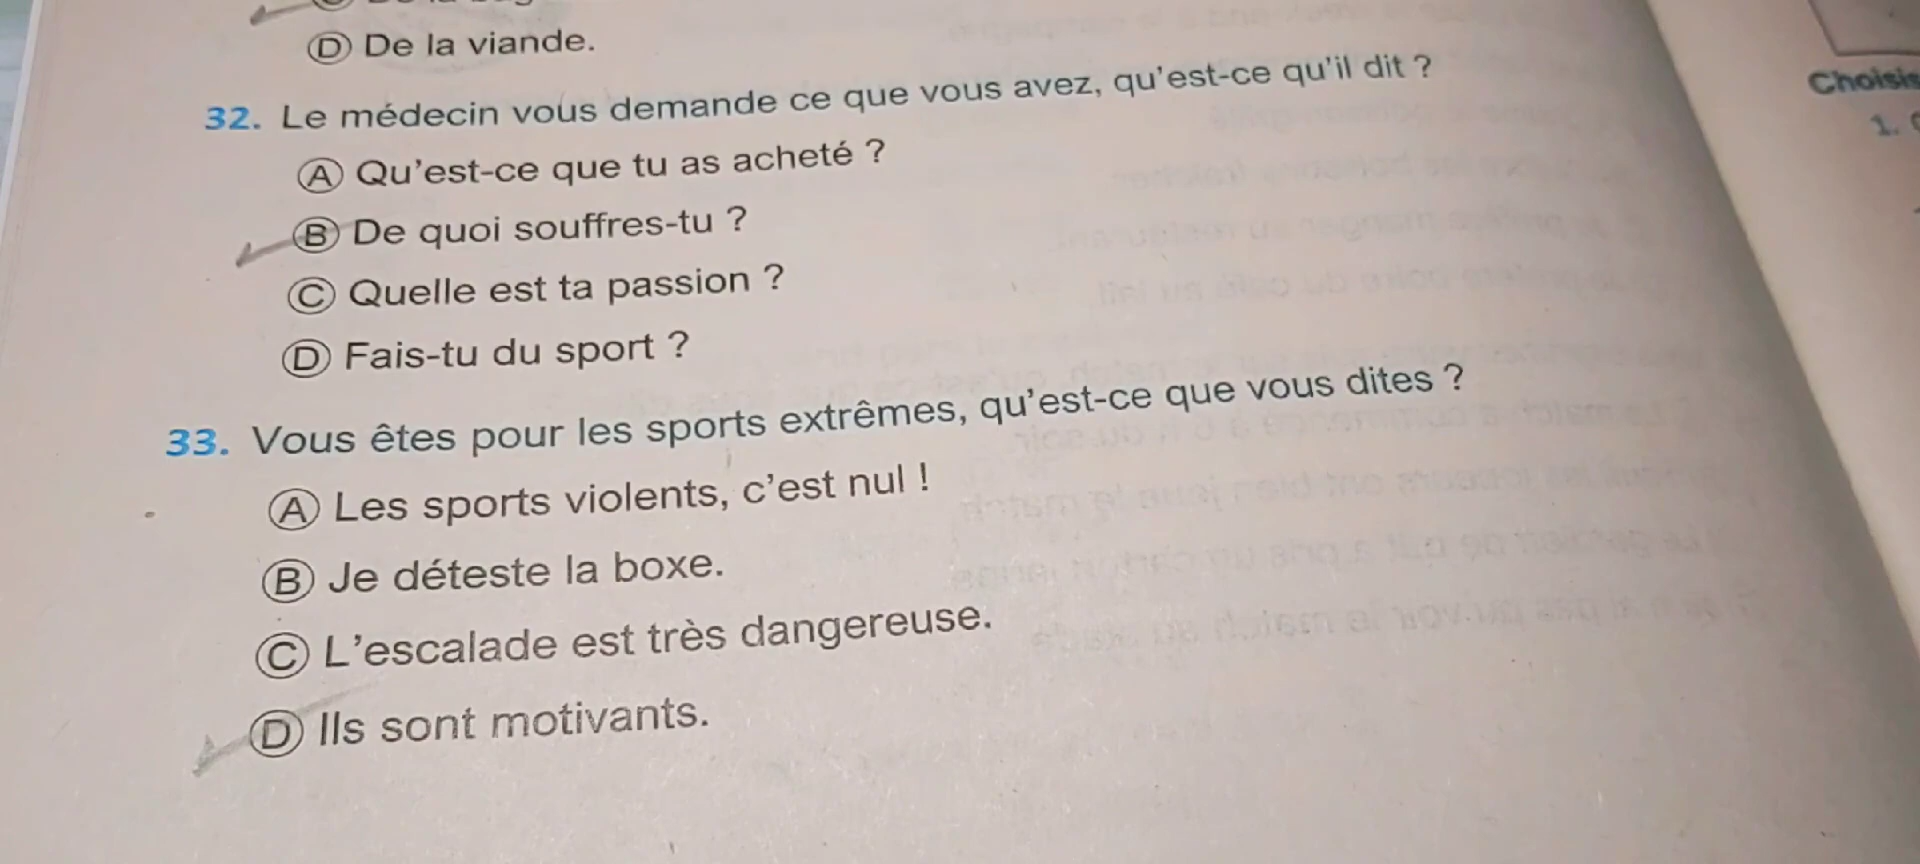 D De la viande.
32. Le médecin vous demande ce que vous avez, qu'est-ce qu'il dit ?
A Qu'est-ce que tu as acheté ?
B De quoi souffres-tu ?
C Quelle est ta passion ?
D Fais-tu du sport ?
33. Vous êtes pour les sports extrêmes, qu'est-ce que vous dites ?
A Les sports violents, c'est nul !
B Je déteste la boxe.
C L'escalade est très dangereuse.
D Ils sont motivants.
1.